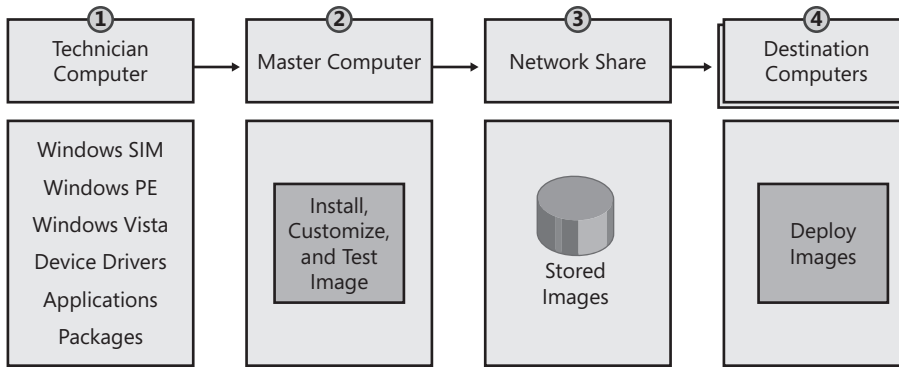 1
Technician
Computer
2
Master Computer
3
Network Share
4
Destination
Computers
Windows SIM
Windows PE
Windows Vista
Device Drivers
Applications
Packages
Install,
Customize,
and Test
Image
Stored
Images
Deploy
Images